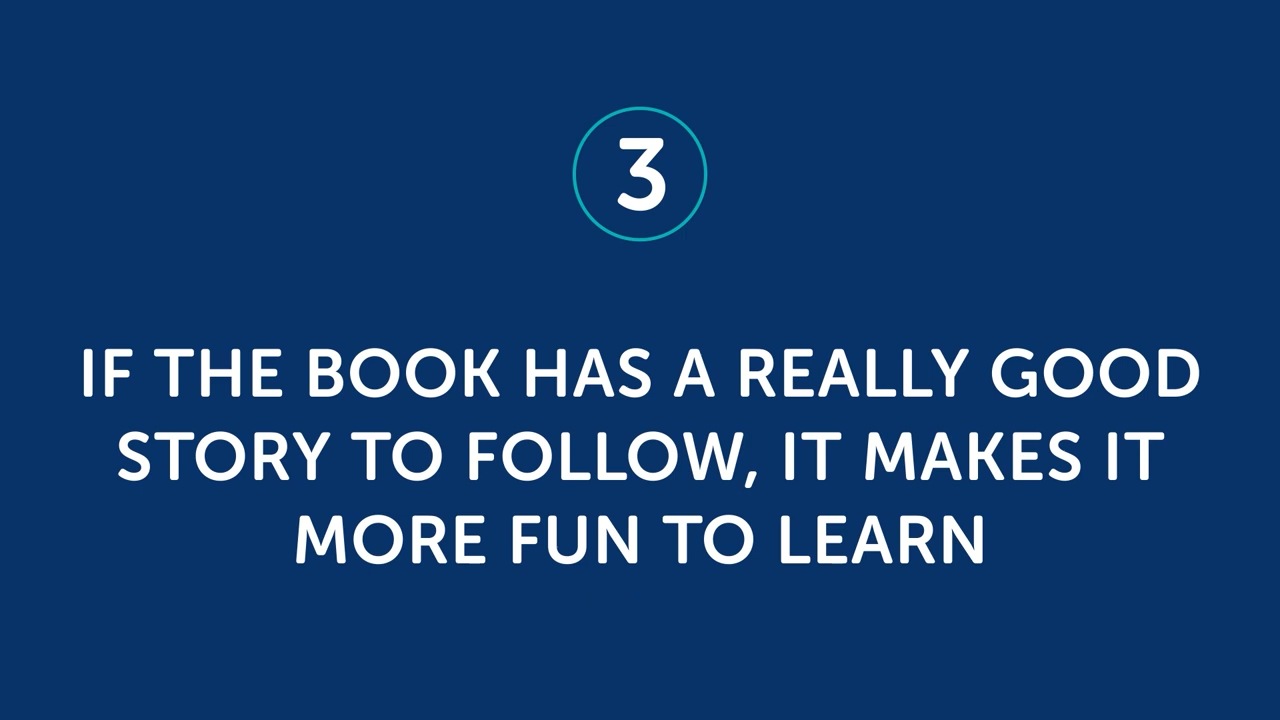 3
IF THE BOOK HAS A REALLY GOOD
STORY TO FOLLOW, IT MAKES IT
MORE FUN TO LEARN